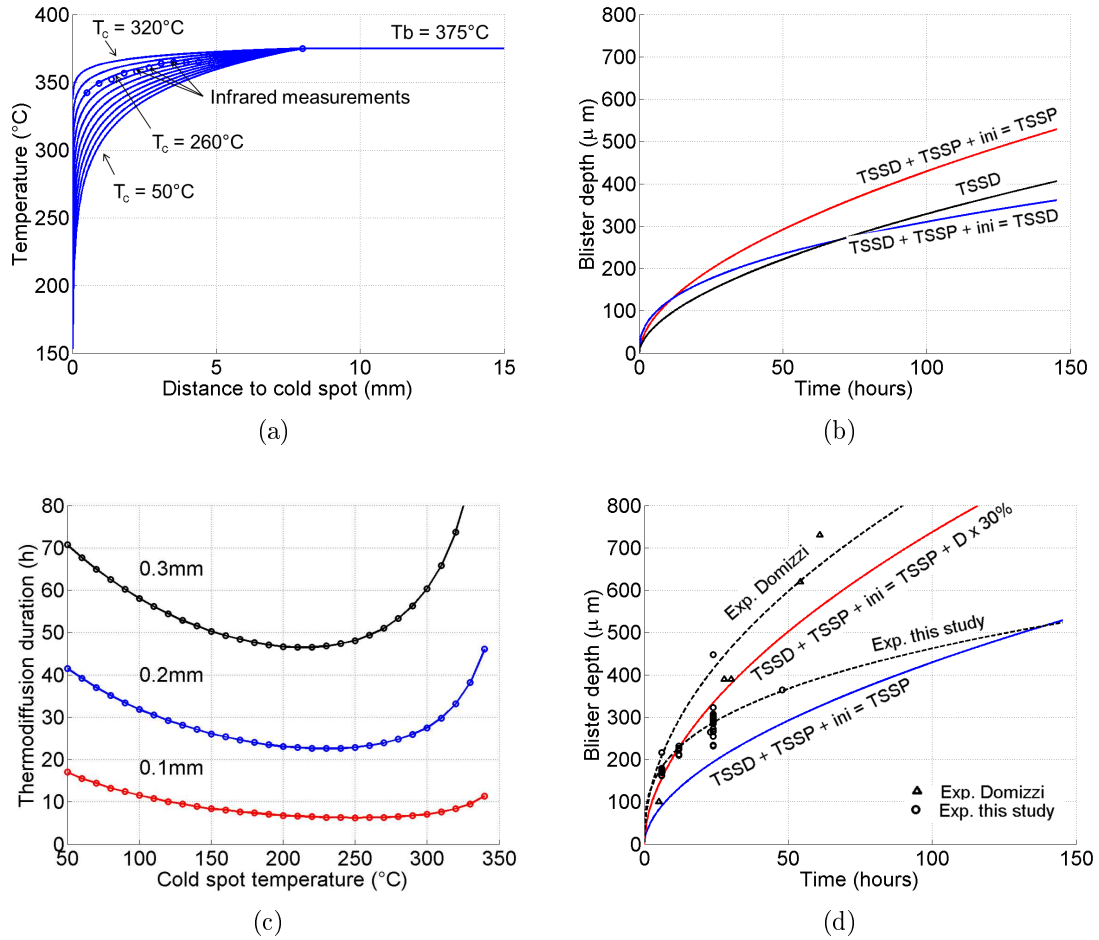 400
350
300
250
200
150
0
5
10
15
Temperature (°C)
Distance to cold spot (mm)
Tc = 320°C
Tb = 375°C
Infrared measurements
Tc = 260°C
Tc = 50°C
(a)
800
700
600
500
400
300
200
100
0
0
50
100
150
Blister depth (μ m)
Time (hours)
TSSD + TSSP + ini = TSSP
TSSD
TSSD + TSSP + ini = TSSD
(b)
80
70
60
50
40
30
20
10
0
50
100
150
200
250
300
350
Thermodiffusion duration (h)
Cold spot temperature (°C)
0.3mm
0.2mm
0.1mm
(c)
800
700
600
500
400
300
200
100
0
0
50
100
150
Blister depth (μ m)
Time (hours)
Exp. Domizzi
TSSD + TSSP + ini = TSSP + D x 30%
Exp. this study
TSSD + TSSP + ini = TSSP
Exp. Domizzi
Exp. this study
(d)